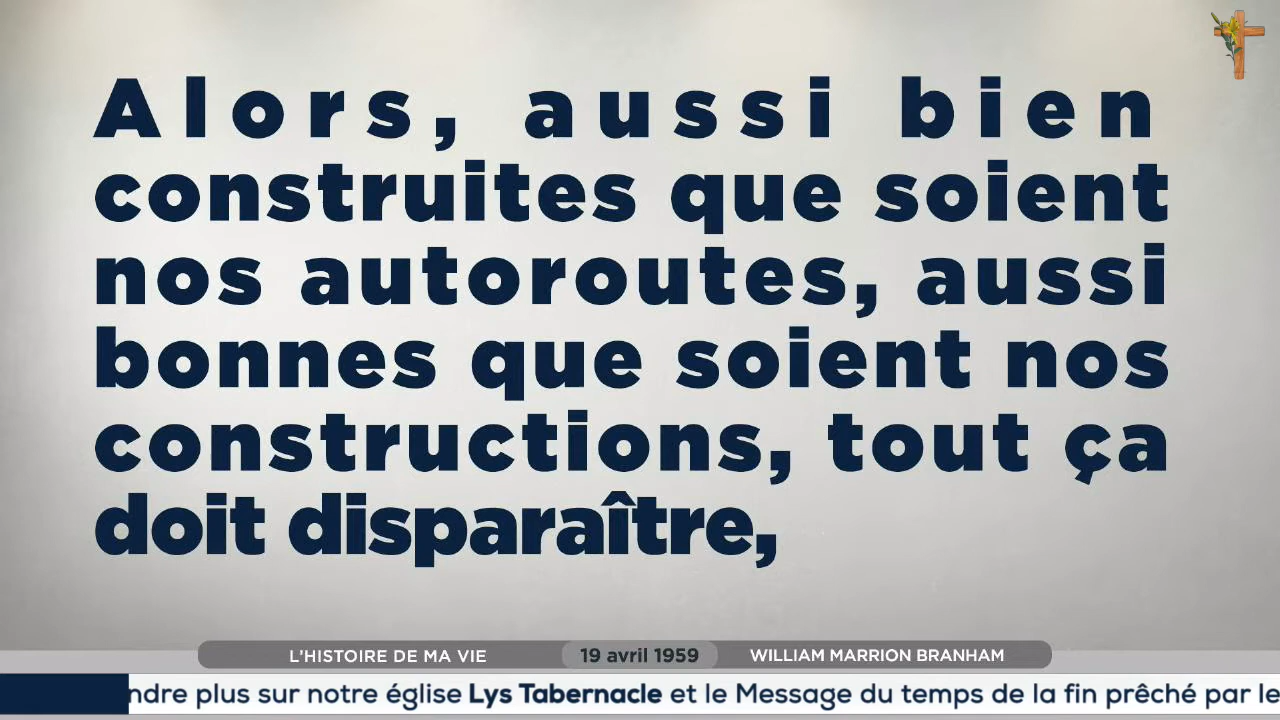 Alors, aussi bien
construites que soient
nos autoroutes, aussi
bonnes que soient nos
constructions, tout ça
doit disparaître,
L'HISTOIRE DE MA VIE 19 avril 1959 WILLIAM MARRION BRANHAM
plus sur notre église Lys Tabernacle et le Message du temps de la fin prêché par le